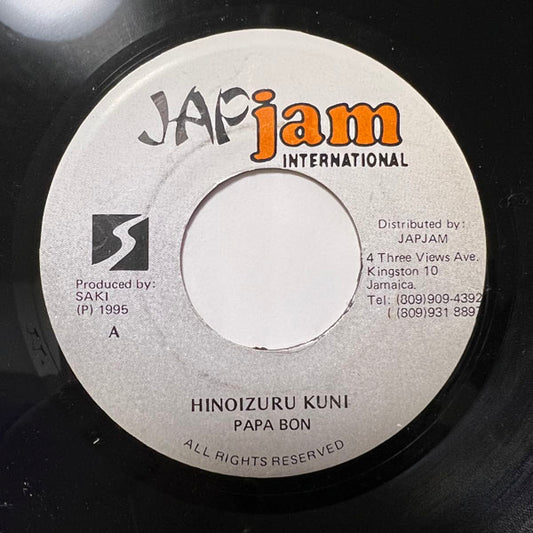 JAPjam
INTERNATIONAL
Distributed by:
JAPJAM
4 Three Views Ave.
Kingston 10
Jamaica.
Tel: (809)909-4392
( (809)931 8897
Produced by:
SAKI
(P) 1995
A
HINOIZURU KUNI
PAPA BON
ALL RIGHTS RESERVED